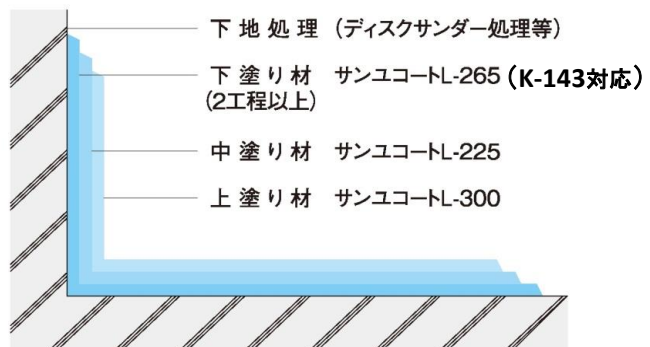 下地処理 (ディスクサンダー処理等)
下塗り材 サンユコートL-265 (K-143対応)
(2工程以上)
中塗り材 サンユコートL-225
上塗り材 サンユコートL-300